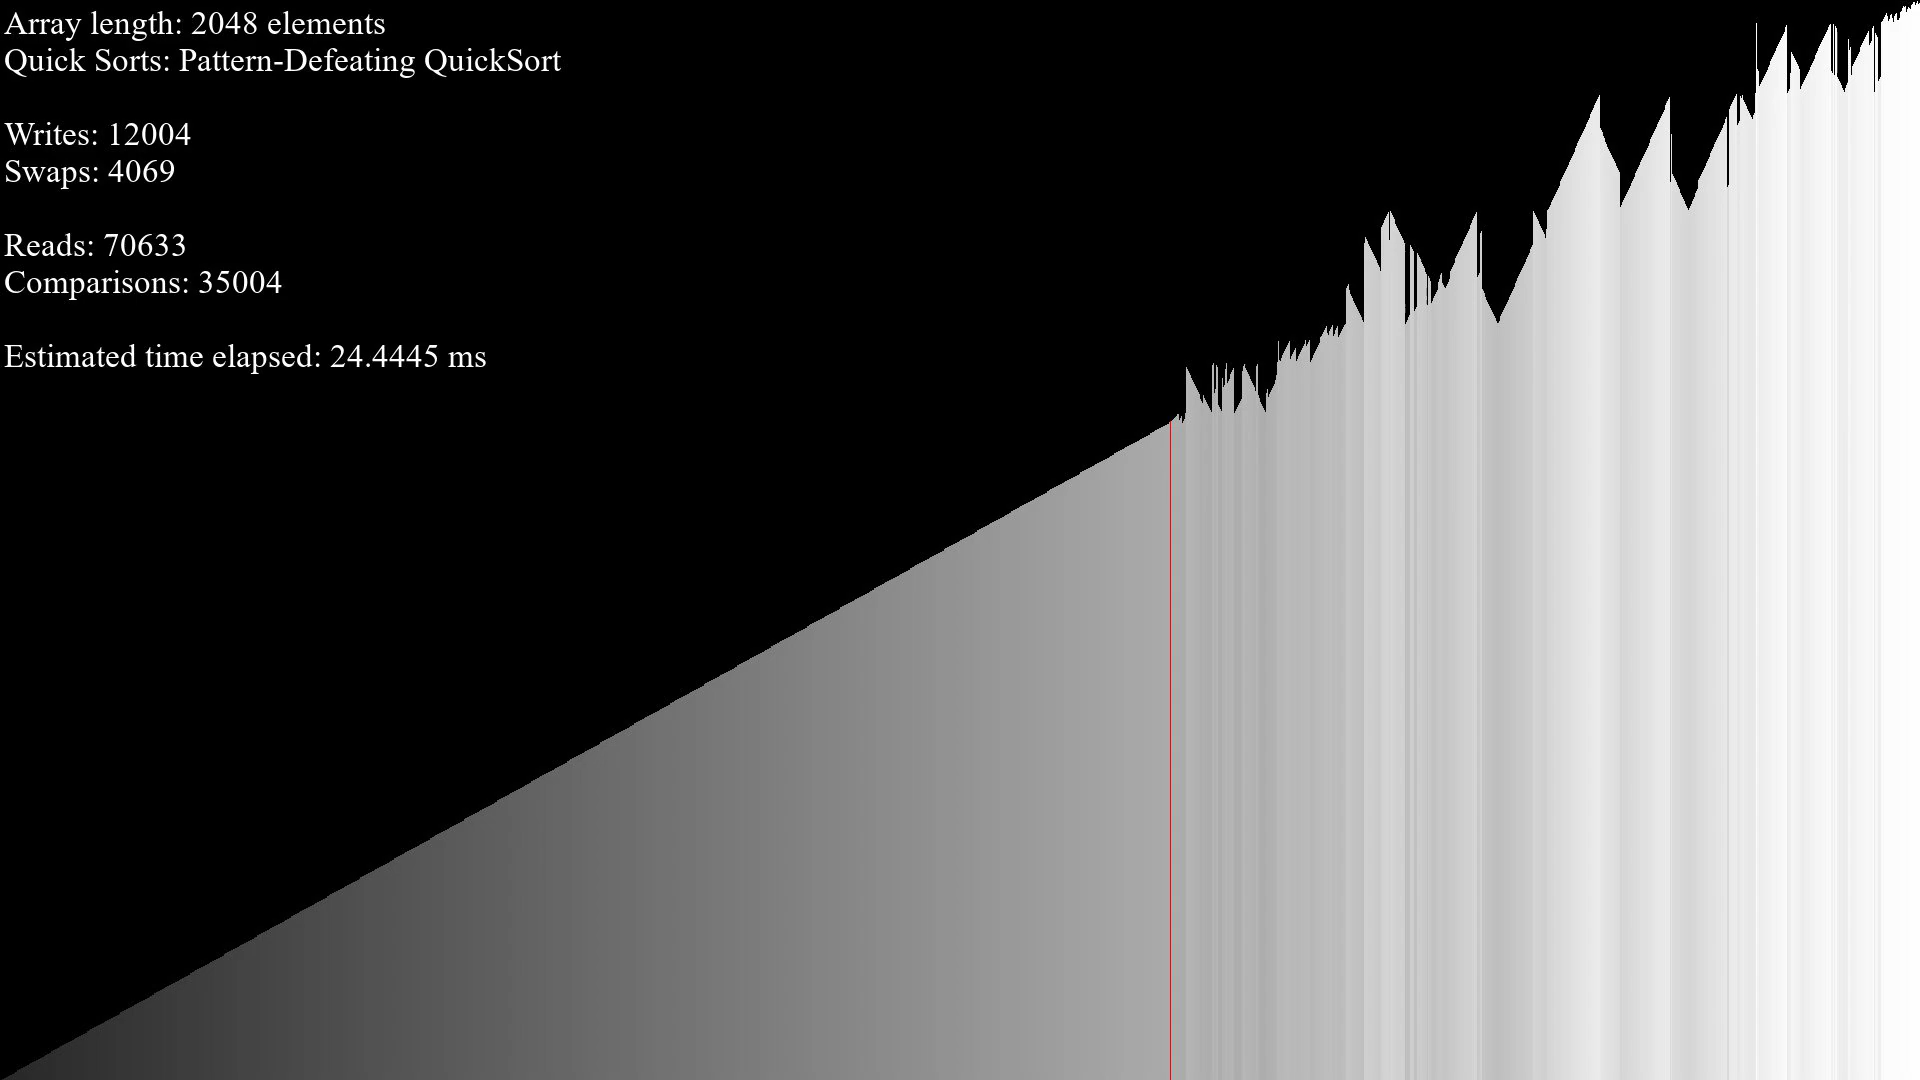 Array length: 2048 elements
Quick Sorts: Pattern-Defeating QuickSort
Writes: 12004
Swaps: 4069
Reads: 70633
Comparisons: 35004
Estimated time elapsed: 24.4445 ms